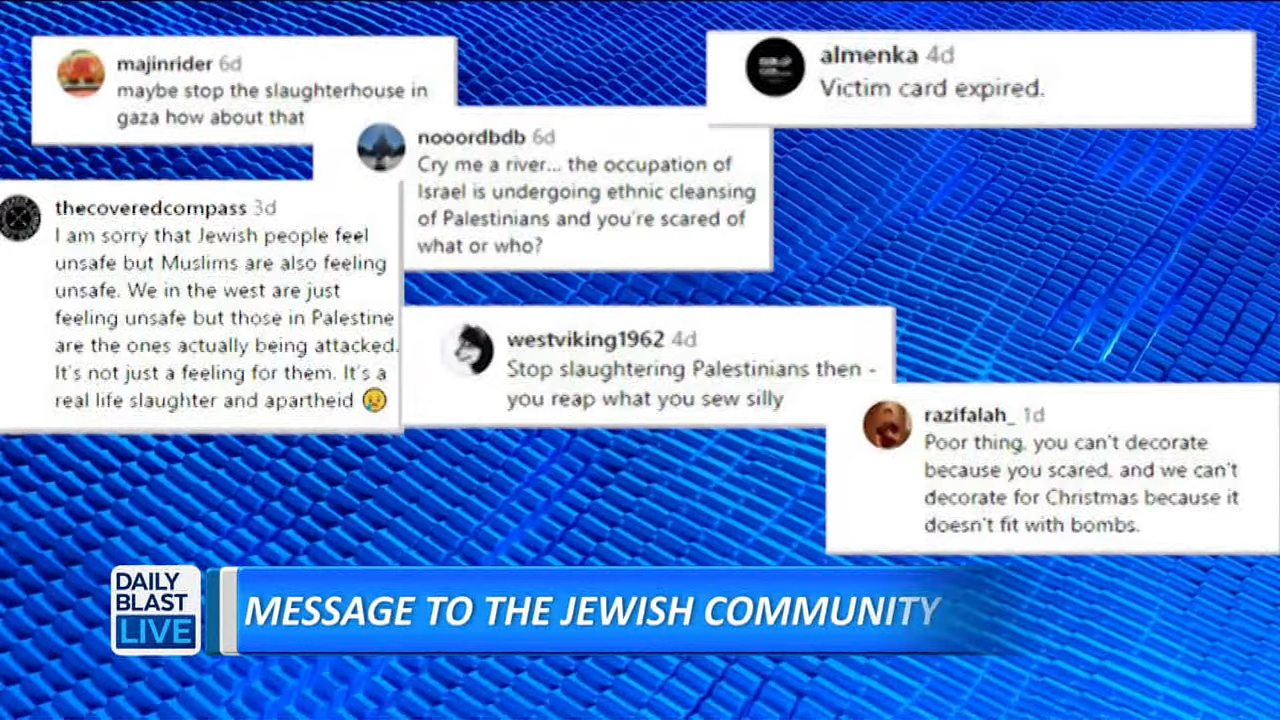 majinrider 6d
maybe stop the slaughterhouse in
gaza how about that
almenka 4d
Victim card expired.
nooordbdb 6d
Cry me a river... the occupation of
Israel is undergoing ethnic cleansing
of Palestinians and you're scared of
what or who?
thecoveredcompass 3d
I am sorry that Jewish people feel
unsafe but Muslims are also feeling
unsafe. We in the west are just
feeling unsafe but those in Palestine
are the ones actually being attacked.
It's not just a feeling for them. It's a
real life slaughter and apartheid 😢
westviking1962 4d
Stop slaughtering Palestinians then -
you reap what you sew silly
razifalah_ 1d
Poor thing, you can't decorate
because you scared, and we can't
decorate for Christmas because it
doesn't fit with bombs.
DAILY
BLAST
LIVE
MESSAGE TO THE JEWISH COMMUNITY